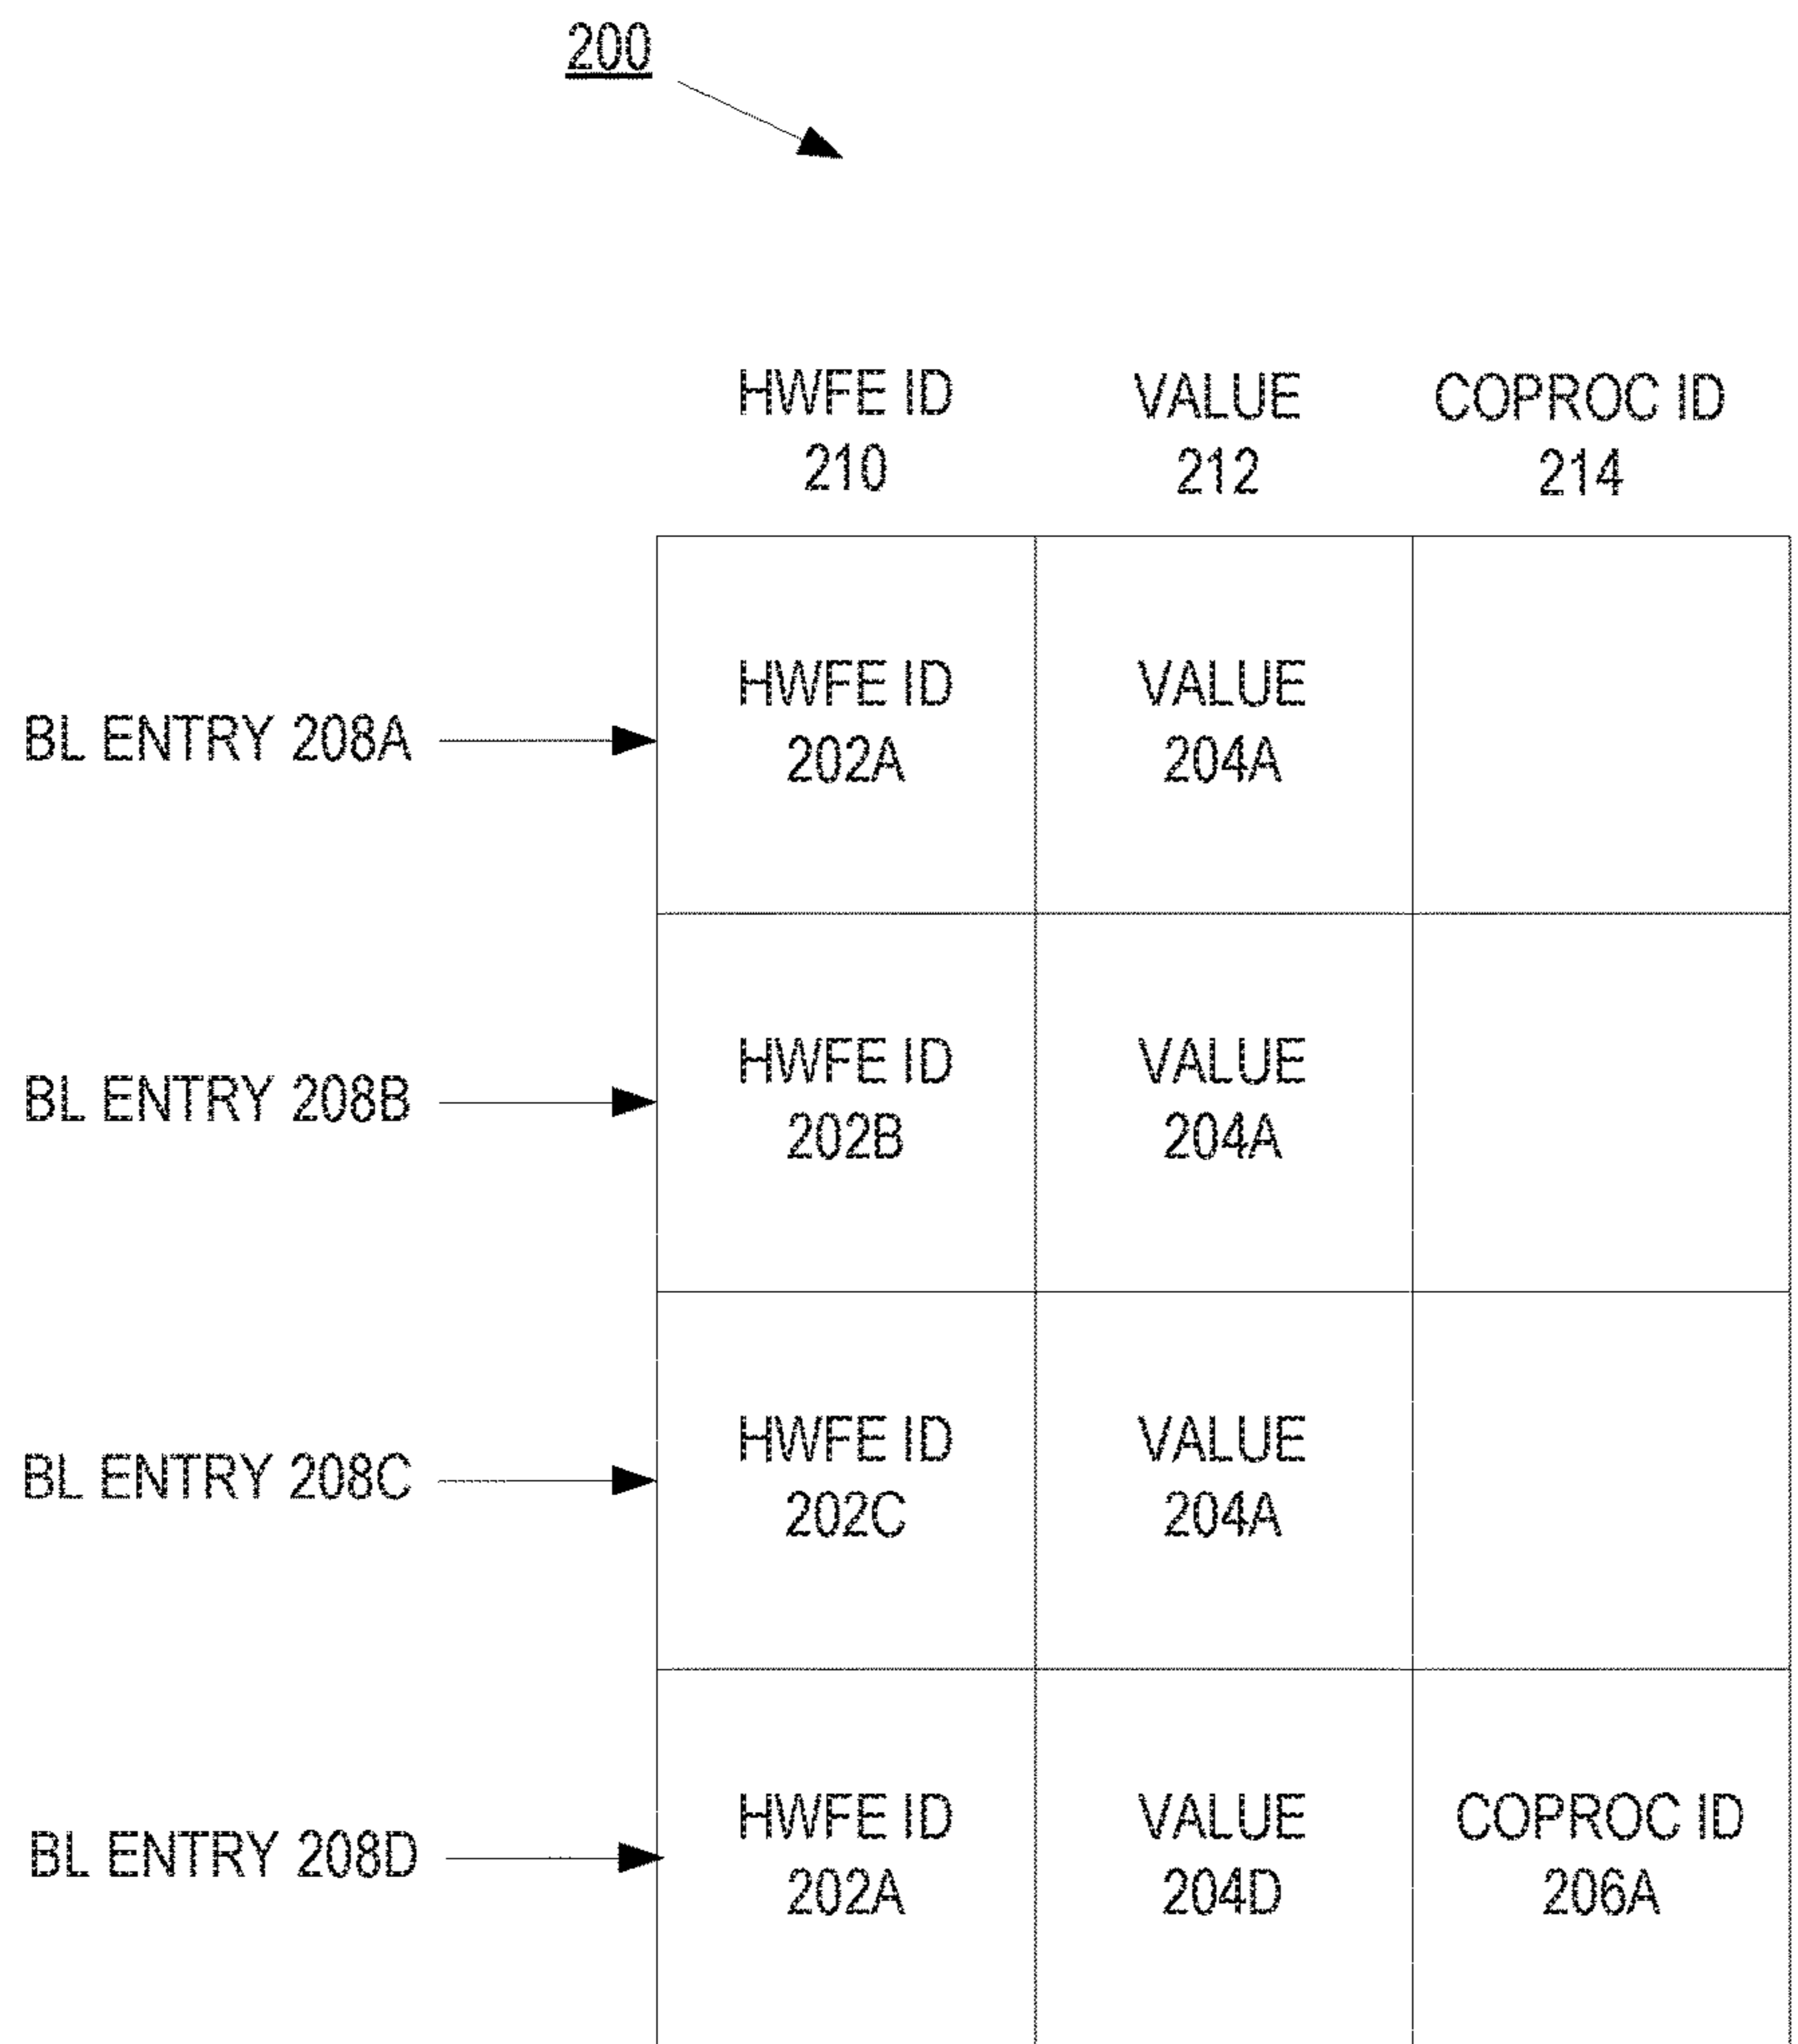 200
HWFE ID VALUE COPROC ID
210 212 214
HWFE ID VALUE
BL ENTRY 208A
202A 204A
HWFE ID VALUE
BL ENTRY 208B
202B 204A
HWFE ID VALUE
BL ENTRY 208C
202C 204A
HWFE ID VALUE COPROC ID
BL ENTRY 208D
202A 204D 206A